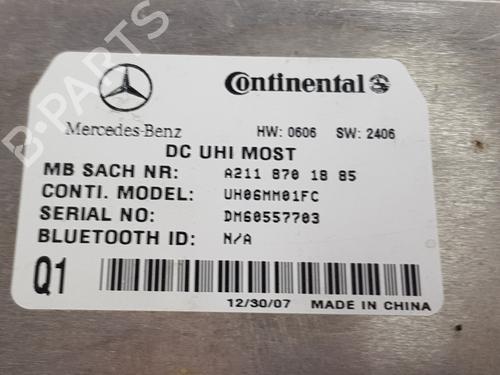 Continental
Mercedes-Benz
HW: 0606 SW: 2406
DC UHI MOST
MB SACH NR: A211 870 18 85
CONTI. MODEL: UH06MM01FC
SERIAL NO: DM60557703
BLUETOOTH ID: N/A
Q1
12/30/07 MADE IN CHINA
B-PARTS